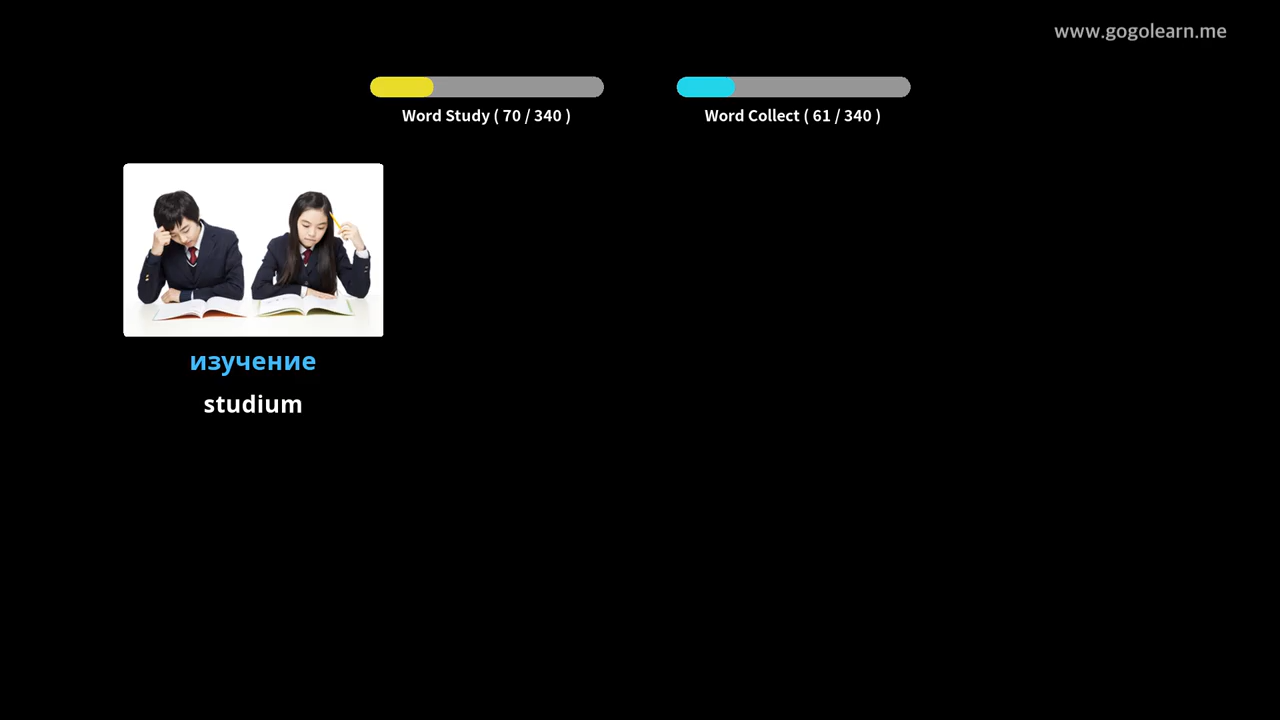 www.gogolearn.me
Word Study ( 70 / 340 )
Word Collect ( 61 / 340 )
изучение
studium